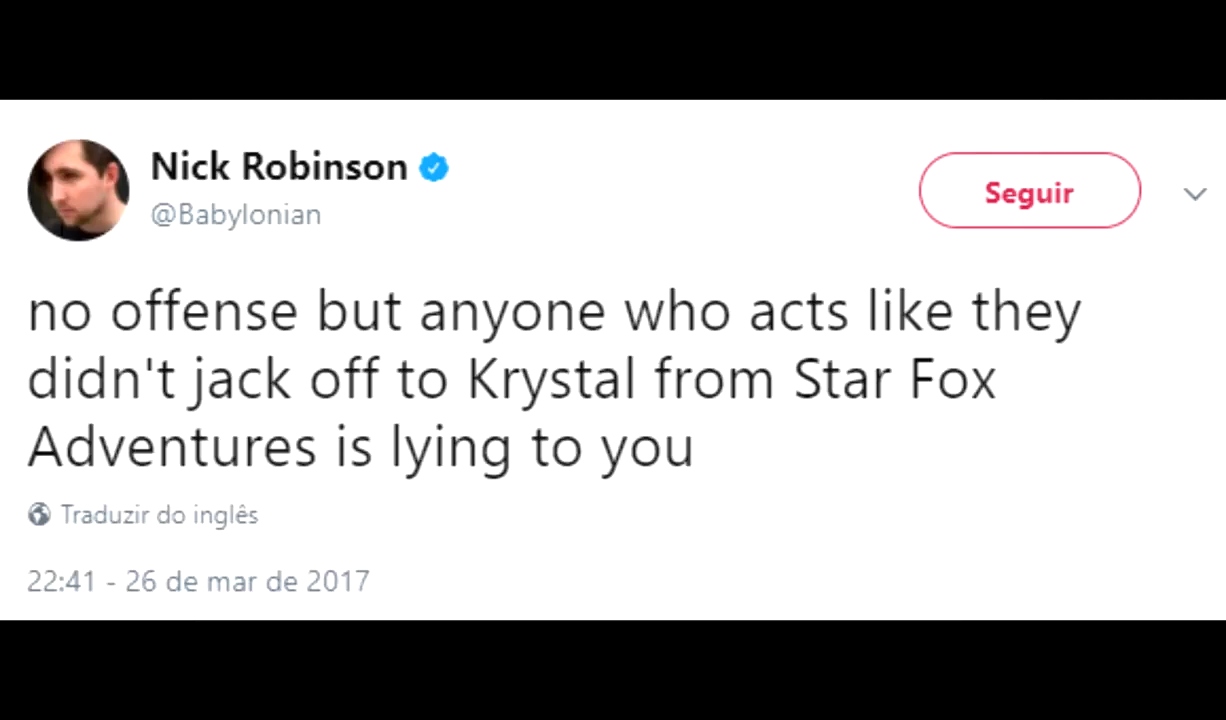 Nick Robinson
@Babylonian
Seguir
no offense but anyone who acts like they
didn't jack off to Krystal from Star Fox
Adventures is lying to you
Traduzir do inglês
22:41 - 26 de mar de 2017